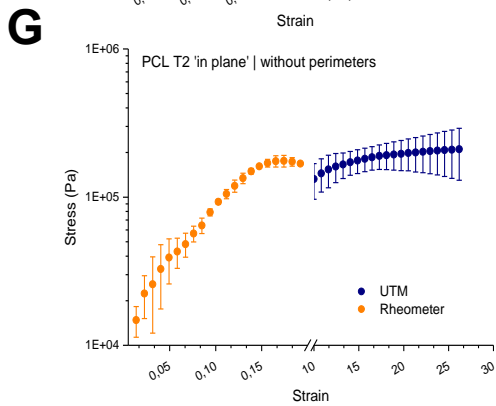 Strain
G
1E+06
PCL T2 'in plane' | without perimeters
1E+05
Stress (Pa)
UTM
Rheometer
1E+04
0,05 0,10 0,15 10 15 20 25 30
Strain